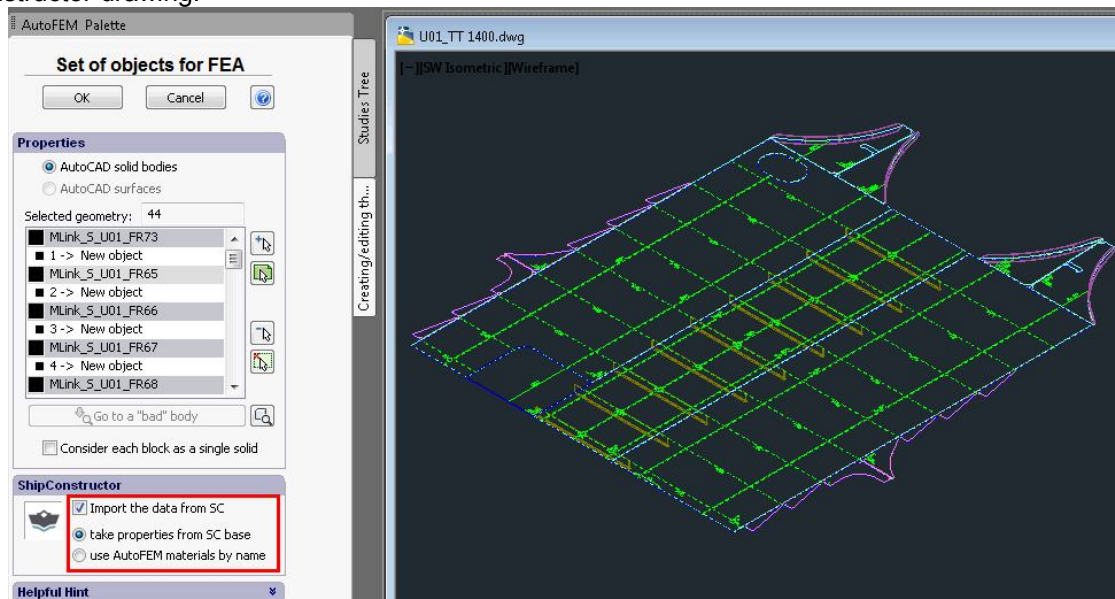 structor drawing.
AutoFEM Palette
Set of objects for FEA
OK Cancel
Properties
AutoCAD solid bodies
AutoCAD surfaces
Selected geometry: 44
MLink_S_U01_FR73
1 -> New object
MLink_S_U01_FR65
2 -> New object
MLink_S_U01_FR66
3 -> New object
MLink_S_U01_FR67
4 -> New object
MLink_S_U01_FR68
Go to a "bad" body
Consider each block as a single solid
ShipConstructor
Import the data from SC
take properties from SC base
use AutoFEM materials by name
Helpful Hint
Studies Tree
Creating/editing th...
U01_TT 1400.dwg
[-][SW Isometric][Wireframe]